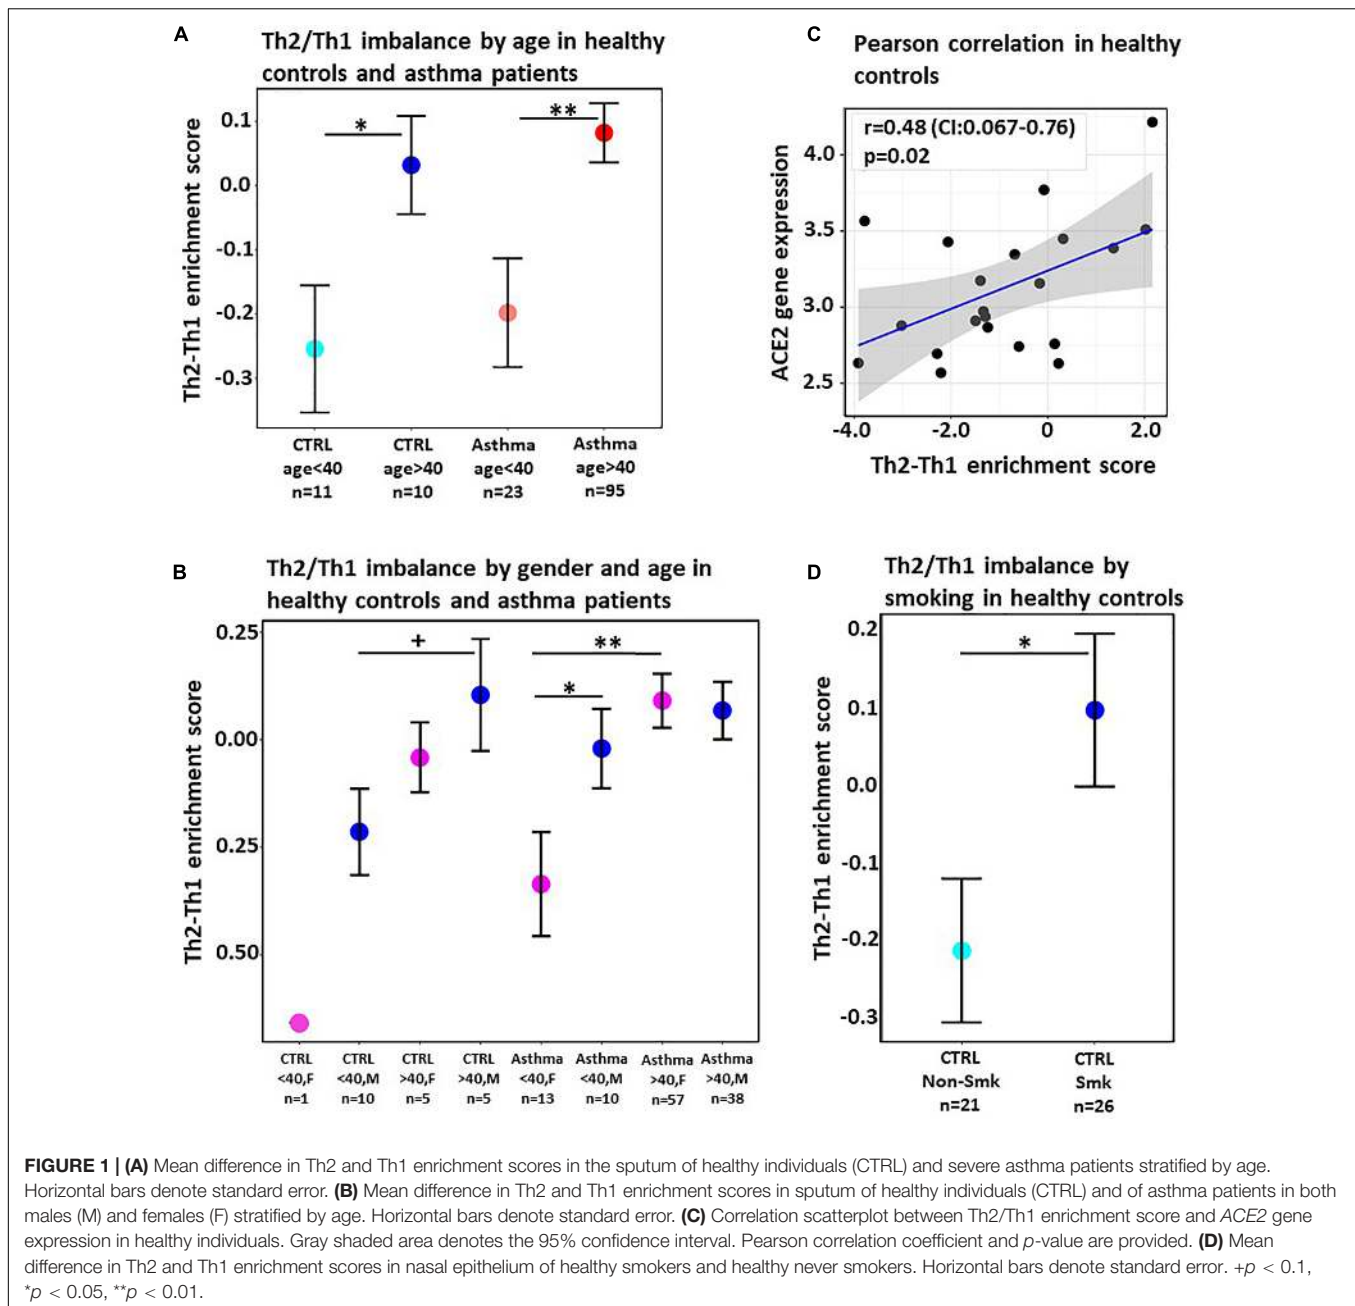 A
Th2/Th1 imbalance by age in healthy
controls and asthma patients
Th2-Th1 enrichment score
0.1
0.0
-0.1
-0.2
-0.3
*
**
CTRL
age<40
n=11
CTRL
age>40
n=10
Asthma
age<40
n=23
Asthma
age>40
n=95
C
Pearson correlation in healthy
controls
r=0.48 (CI:0.067-0.76)
p=0.02
ACE2 gene expression
4.0
3.5
3.0
2.5
-4.0
-2.0
0
2.0
Th2-Th1 enrichment score
B
Th2/Th1 imbalance by gender and age in
healthy controls and asthma patients
Th2-Th1 enrichment score
0.25
0.00
0.25
0.50
+
**
*
CTRL
<40,F
n=1
CTRL
<40,M
n=10
CTRL
>40,F
n=5
CTRL
>40,M
n=5
Asthma
<40,F
n=13
Asthma
<40,M
n=10
Asthma
>40,F
n=57
Asthma
>40,M
n=38
D
Th2/Th1 imbalance by
smoking in healthy controls
Th2-Th1 enrichment score
0.2
0.1
0.0
-0.1
-0.2
-0.3
*
CTRL
Non-Smk
n=21
CTRL
Smk
n=26
FIGURE 1 | (A) Mean difference in Th2 and Th1 enrichment scores in the sputum of healthy individuals (CTRL) and severe asthma patients stratified by age.
Horizontal bars denote standard error. (B) Mean difference in Th2 and Th1 enrichment scores in sputum of healthy individuals (CTRL) and of asthma patients in both
males (M) and females (F) stratified by age. Horizontal bars denote standard error. (C) Correlation scatterplot between Th2/Th1 enrichment score and ACE2 gene
expression in healthy individuals. Gray shaded area denotes the 95% confidence interval. Pearson correlation coefficient and p-value are provided. (D) Mean
difference in Th2 and Th1 enrichment scores in nasal epithelium of healthy smokers and healthy never smokers. Horizontal bars denote standard error. +p < 0.1,
*p < 0.05, **p < 0.01.